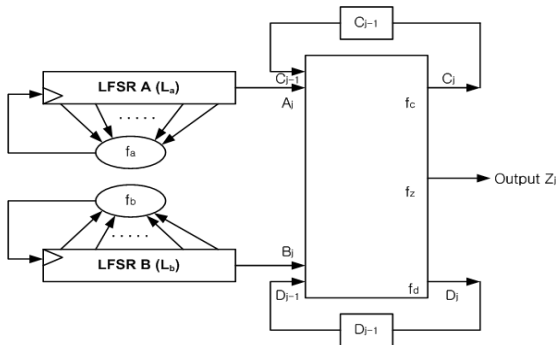 Cj-1
LFSR A (La)
Cj-1
Cj
Aj
fc
. . . . .
fa
fz
Output Zj
fb
. . . . .
LFSR B (Lb)
Bj
Dj-1
fd
Dj
Dj-1